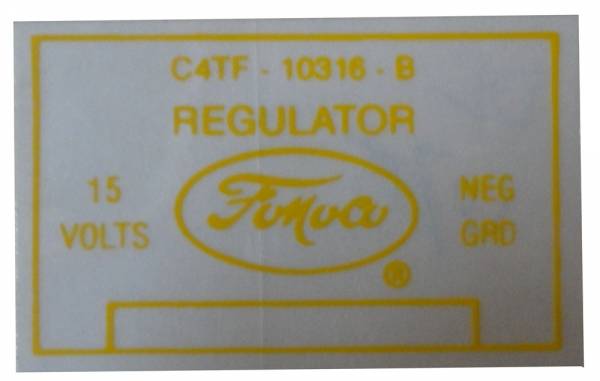 C4TF - 10316 - B
REGULATOR
15
VOLTS
FoMoCo
®
NEG
GRD